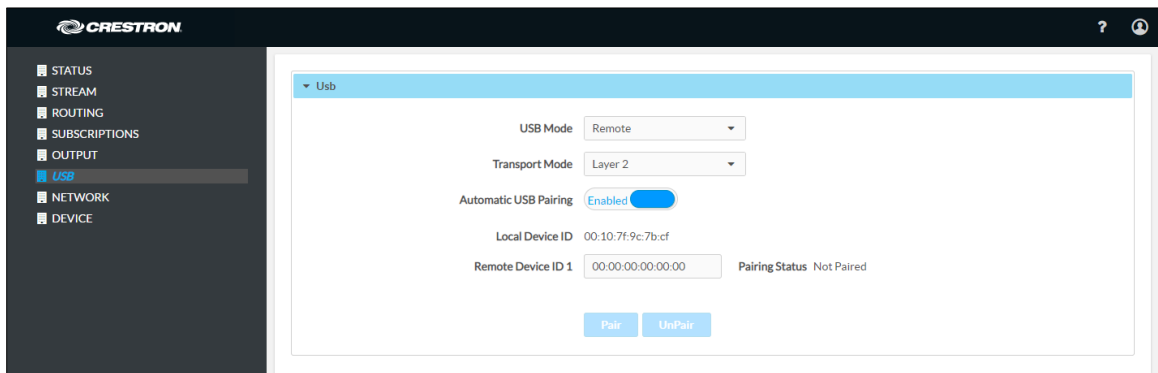 CRESTRON
?
STATUS
STREAM
ROUTING
SUBSCRIPTIONS
OUTPUT
USB
NETWORK
DEVICE
Usb
USB Mode Remote
Transport Mode Layer 2
Automatic USB Pairing Enabled
Local Device ID 00:10:7f:9c:7b:cf
Remote Device ID 1 00:00:00:00:00:00 Pairing Status Not Paired
Pair UnPair